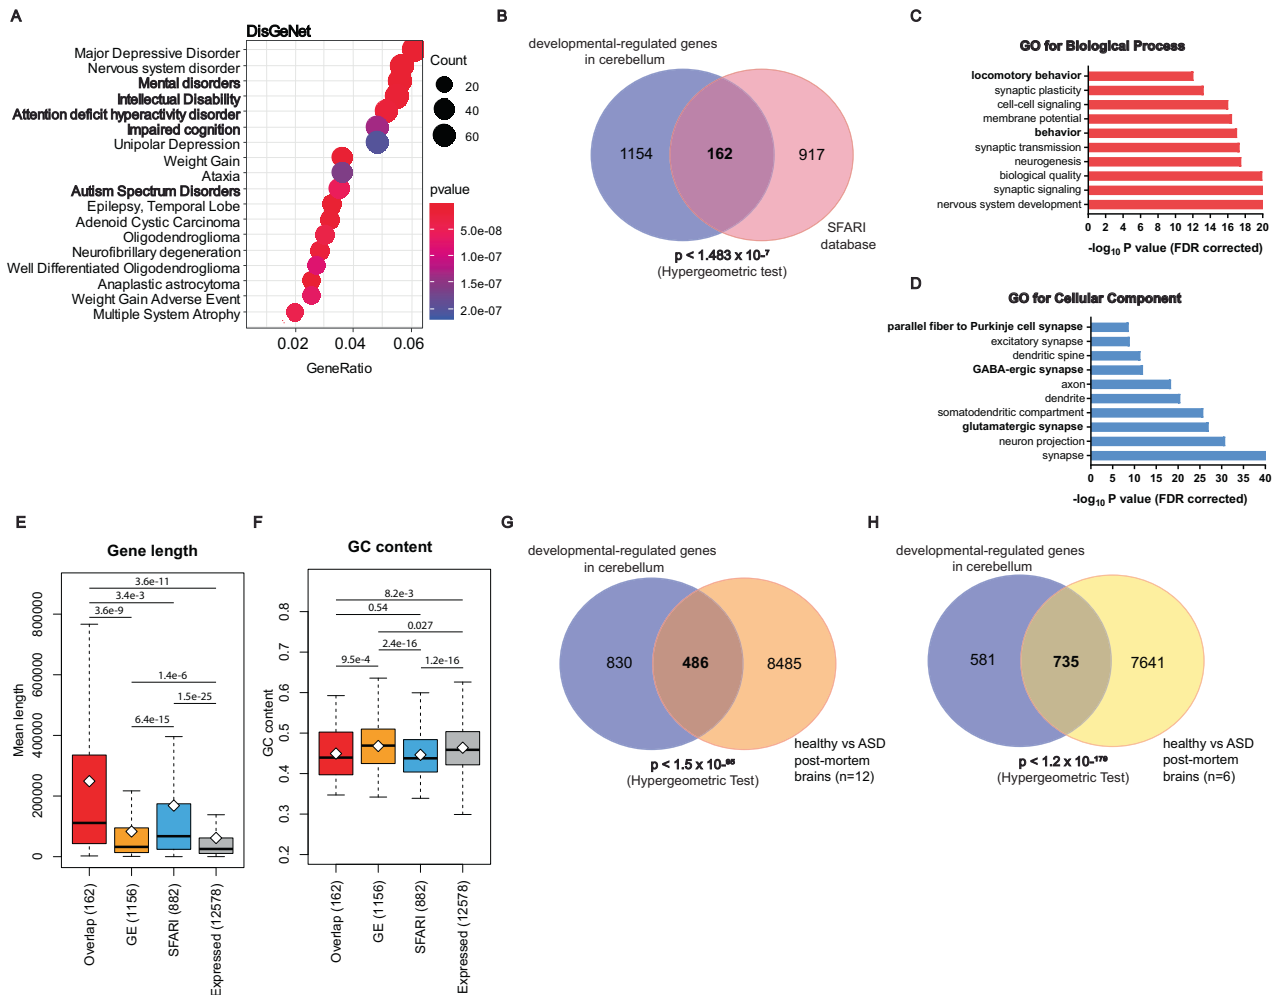 A
DisGeNet
Major Depressive Disorder
Nervous system disorder
Mental disorders
Intellectual Disability
Attention deficit hyperactivity disorder
Impaired cognition
Unipolar Depression
Weight Gain
Ataxia
Autism Spectrum Disorders
Epilepsy, Temporal Lobe
Adenoid Cystic Carcinoma
Oligodendroglioma
Neurofibrillary degeneration
Well Differentiated Oligodendroglioma
Anaplastic astrocytoma
Weight Gain Adverse Event
Multiple System Atrophy
0.02 0.04 0.06
GeneRatio
Count
20
40
60
pvalue
5.0e-08
1.0e-07
1.5e-07
2.0e-07
B
developmental-regulated genes
in cerebellum
1154 162 917
SFARI
database
p < 1.483 x 10-⁷
(Hypergeometric test)
C
GO for Biological Process
locomotory behavior
synaptic plasticity
cell-cell signaling
membrane potential
behavior
synaptic transmission
neurogenesis
biological quality
synaptic signaling
nervous system development
0 2 4 6 8 10 12 14 16 18 20
-log10 P value (FDR corrected)
D
GO for Cellular Component
parallel fiber to Purkinje cell synapse
excitatory synapse
dendritic spine
GABA-ergic synapse
axon
dendrite
somatodendritic compartment
glutamatergic synapse
neuron projection
synapse
0 5 10 15 20 25 30 35 40
-log10 P value (FDR corrected)
E
Gene length
3.6e-11
3.4e-3
3.6e-9
1.4e-6
1.5e-25
6.4e-15
Mean length
800000
600000
400000
200000
0
Overlap (162)
GE (1156)
SFARI (882)
Expressed (12578)
F
GC content
8.2e-3
0.54
0.027
2.4e-16
9.5e-4
1.2e-16
GC content
0.8
0.7
0.6
0.5
0.4
0.3
0.2
Overlap (162)
GE (1156)
SFARI (882)
Expressed (12578)
G
developmental-regulated genes
in cerebellum
830 486 8485
healthy vs ASD
post-mortem
brains (n=12)
p < 1.5 x 10-⁶⁵
(Hypergeometric Test)
H
developmental-regulated genes
in cerebellum
581 735 7641
healthy vs ASD
post-mortem
brains (n=6)
p < 1.2 x 10-¹⁷⁹
(Hypergeometric Test)